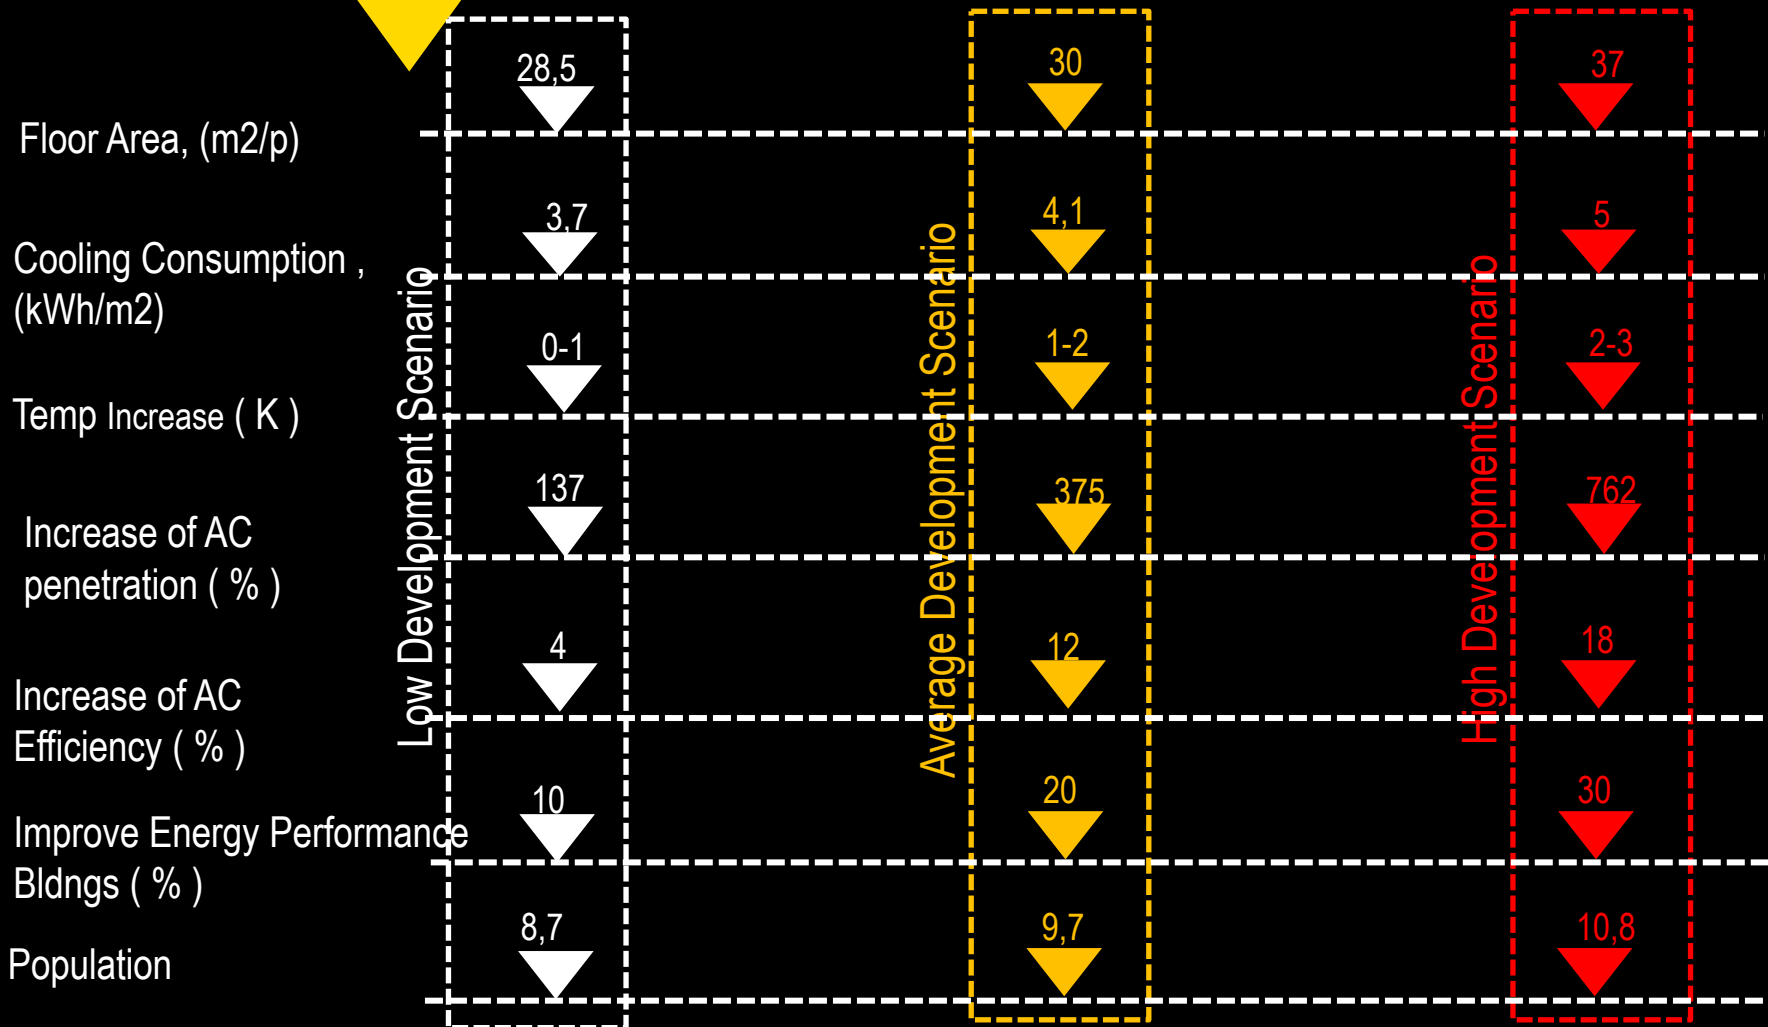 28,5
30
37
Floor Area, (m2/p)
3,7
4,1
5
Cooling Consumption ,
(kWh/m2)
0-1
1-2
2-3
Temp Increase ( K )
137
375
762
Increase of AC
penetration ( % )
4
12
18
Increase of AC
Efficiency ( % )
10
20
30
Improve Energy Performance
Bldngs ( % )
8,7
9,7
10,8
Population
Low Development Scenario
Average Development Scenario
High Development Scenario